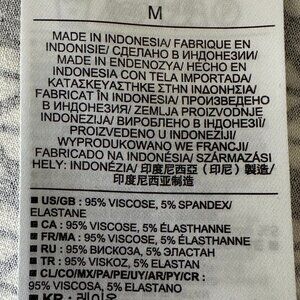 M
MADE IN INDONESIA/ FABRIQUE EN
INDONISIE/ СДЕЛАНО В ИНДОНЕЗИИ/
MADE IN ENDENOZYA/ HECHO EN
INDONESIA CON TELA IMPORTADA/
ΚΑΤΑΣΚΕΥΑΣΤΗΚΕ ΣΤΗΝ ΙΝΔΟΝΗΣΙΑ/
FABRICAT ÎN INDONESIA/ ПРОИЗВЕДЕНО
В ИНДОНЕЗИЯ/ ZEMLJA PROIZVODNJE
INDONEZIJA/ ВИРОБЛЕНО В ІНДОНЕЗІЇ/
PROIZVEDENO U INDONEZIJI/
WYPRODUKOWANO WE FRANCJI/
FABRICADO NA INDONÉSIA/ SZÁRMAZÁSI
HELY: INDONÉZIA/ 印度尼西亞 (印尼) 製造/
印度尼西亚制造
■ US/GB : 95% VISCOSE, 5% SPANDEX/
ELASTANE
■ CA : 95% VISCOSE, 5% ÉLASTHANNE
■ FR/MA : 95% VISCOSE, 5% ÉLASTHANNE
■ RU : 95% ВИСКОЗА, 5% ЭЛАСТАН
■ TR : 95% VISKOZ, 5% ELASTAN
■ CL/CO/MX/PA/PE/UY/AR/PY/CR :
95% VISCOSA, 5% ELASTANO
■ KR : 레이온